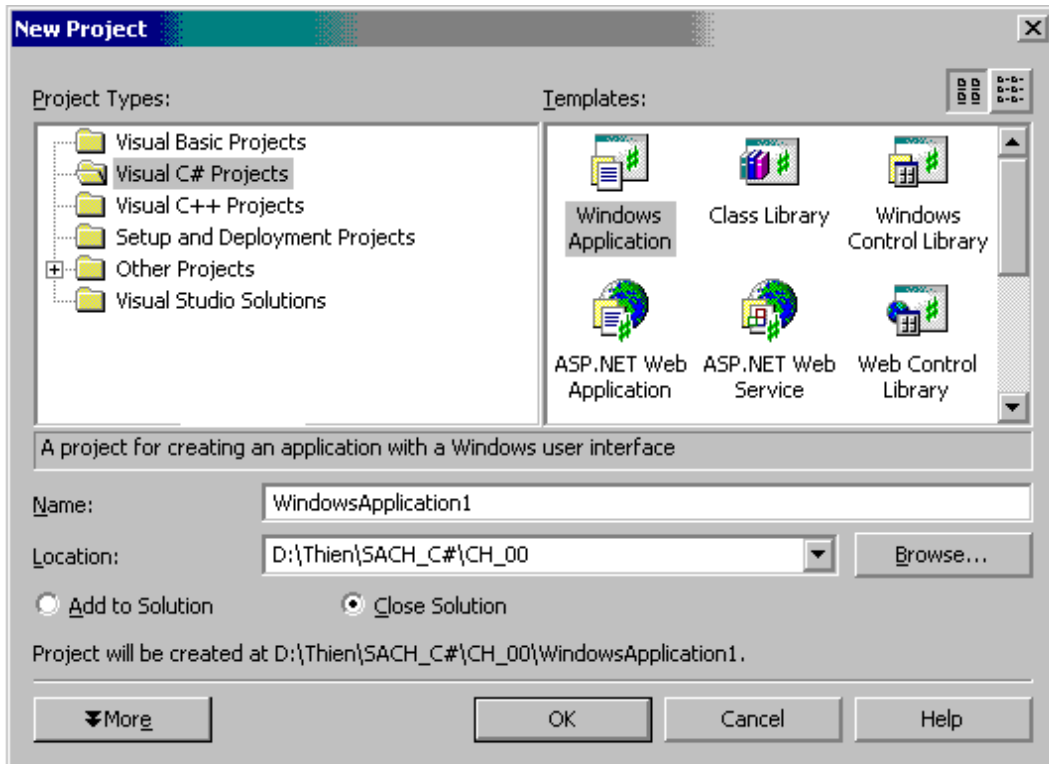 New Project
Project Types:
Templates:
Visual Basic Projects
Visual C# Projects
Visual C++ Projects
Setup and Deployment Projects
Other Projects
Visual Studio Solutions
Windows
Application
Class Library
Windows
Control Library
ASP.NET Web
Application
ASP.NET Web
Service
Web Control
Library
A project for creating an application with a Windows user interface
Name:
WindowsApplication1
Location:
D:\Thien\SACH_C#\CH_00
Browse...
Add to Solution
Close Solution
Project will be created at D:\Thien\SACH_C#\CH_00\WindowsApplication1.
More
OK
Cancel
Help